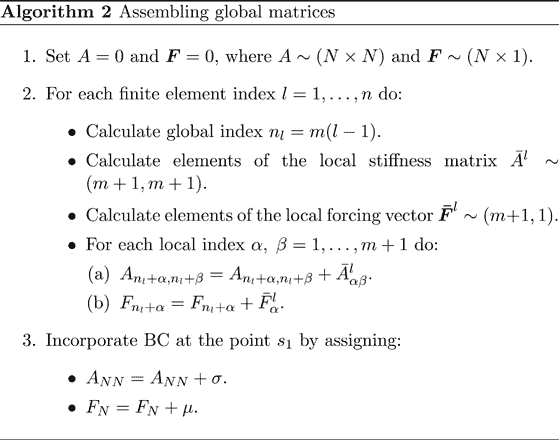 Algorithm 2 Assembling global matrices
1. Set A = 0 and F = 0, where A ∼ (N × N) and F ∼ (N × 1).
2. For each finite element index l = 1, . . . , n do:
• Calculate global index n_l = m(l − 1).
• Calculate elements of the local stiffness matrix Ā^l ∼
(m + 1, m + 1).
• Calculate elements of the local forcing vector F̄^l ∼ (m+1, 1).
• For each local index α, β = 1, . . . , m + 1 do:
(a) A_{n_l+α,n_l+β} = A_{n_l+α,n_l+β} + Ā^l_{αβ}.
(b) F_{n_l+α} = F_{n_l+α} + F̄^l_α.
3. Incorporate BC at the point s_1 by assigning:
• A_{NN} = A_{NN} + σ.
• F_N = F_N + μ.